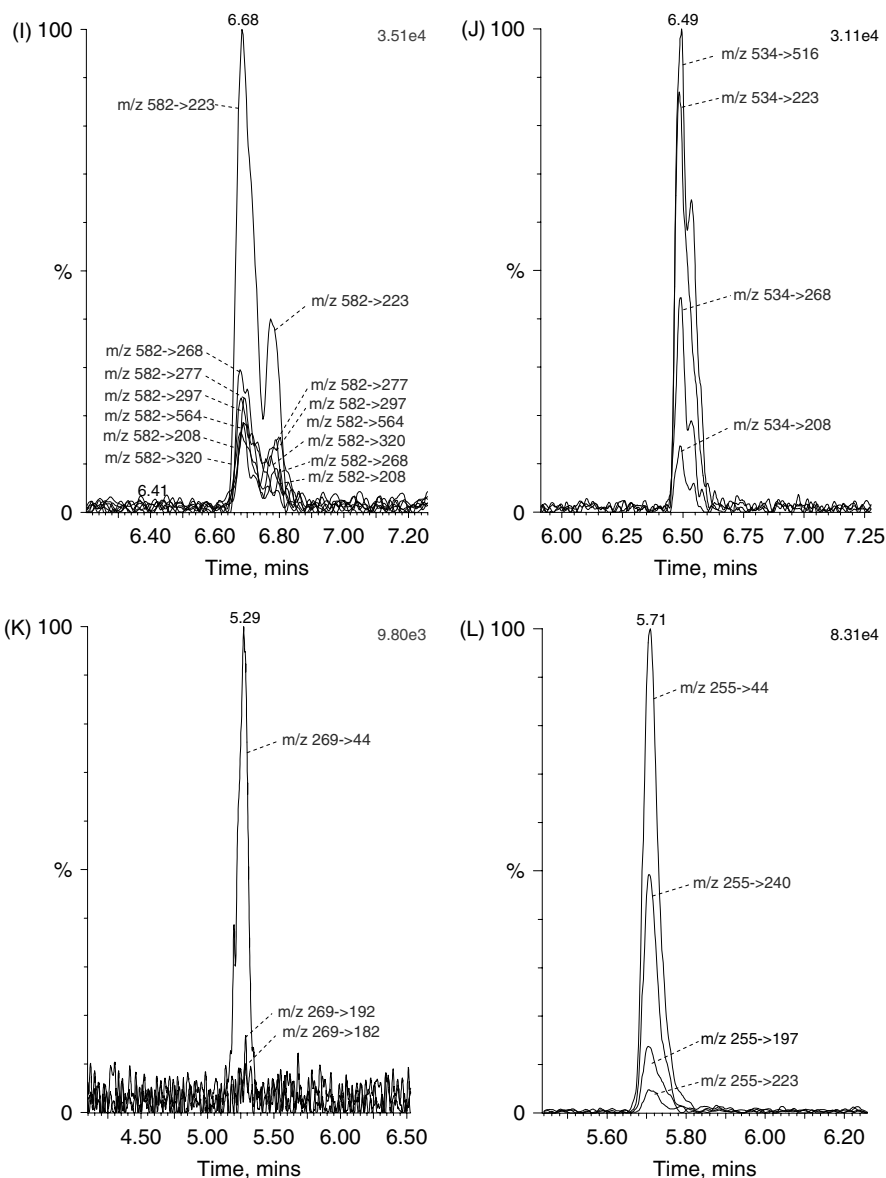 (I) 100
6.68
3.51e4
m/z 582->223
%
m/z 582->223
m/z 582->268
m/z 582->277
m/z 582->297
m/z 582->564
m/z 582->208
m/z 582->320
m/z 582->277
m/z 582->297
m/z 582->564
m/z 582->320
m/z 582->268
m/z 582->208
6.41
0
6.40 6.60 6.80 7.00 7.20
Time, mins
(J) 100
6.49
3.11e4
m/z 534->516
m/z 534->223
%
m/z 534->268
m/z 534->208
0
6.00 6.25 6.50 6.75 7.00 7.25
Time, mins
(K) 100
5.29
9.80e3
m/z 269->44
%
m/z 269->192
m/z 269->182
0
4.50 5.00 5.50 6.00 6.50
Time, mins
(L) 100
5.71
8.31e4
m/z 255->44
%
m/z 255->240
m/z 255->197
m/z 255->223
0
5.60 5.80 6.00 6.20
Time, mins